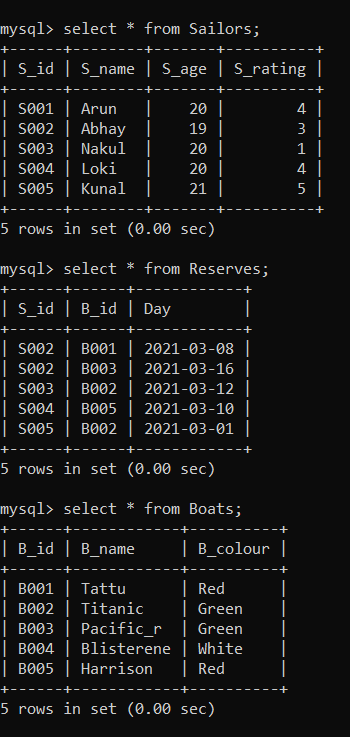 mysql> select * from Sailors;
+------+--------+-------+----------+
| S_id | S_name | S_age | S_rating |
+------+--------+-------+----------+
| S001 | Arun   |    20 |        4 |
| S002 | Abhay  |    19 |        3 |
| S003 | Nakul  |    20 |        1 |
| S004 | Loki   |    20 |        4 |
| S005 | Kunal  |    21 |        5 |
+------+--------+-------+----------+
5 rows in set (0.00 sec)
mysql> select * from Reserves;
+------+------+------------+
| S_id | B_id | Day        |
+------+------+------------+
| S002 | B001 | 2021-03-08 |
| S002 | B003 | 2021-03-16 |
| S003 | B002 | 2021-03-12 |
| S004 | B005 | 2021-03-10 |
| S005 | B002 | 2021-03-01 |
+------+------+------------+
5 rows in set (0.00 sec)
mysql> select * from Boats;
+------+------------+----------+
| B_id | B_name     | B_colour |
+------+------------+----------+
| B001 | Tattu      | Red      |
| B002 | Titanic    | Green    |
| B003 | Pacific_r  | Green    |
| B004 | Blisterene | White    |
| B005 | Harrison   | Red      |
+------+------------+----------+
5 rows in set (0.00 sec)